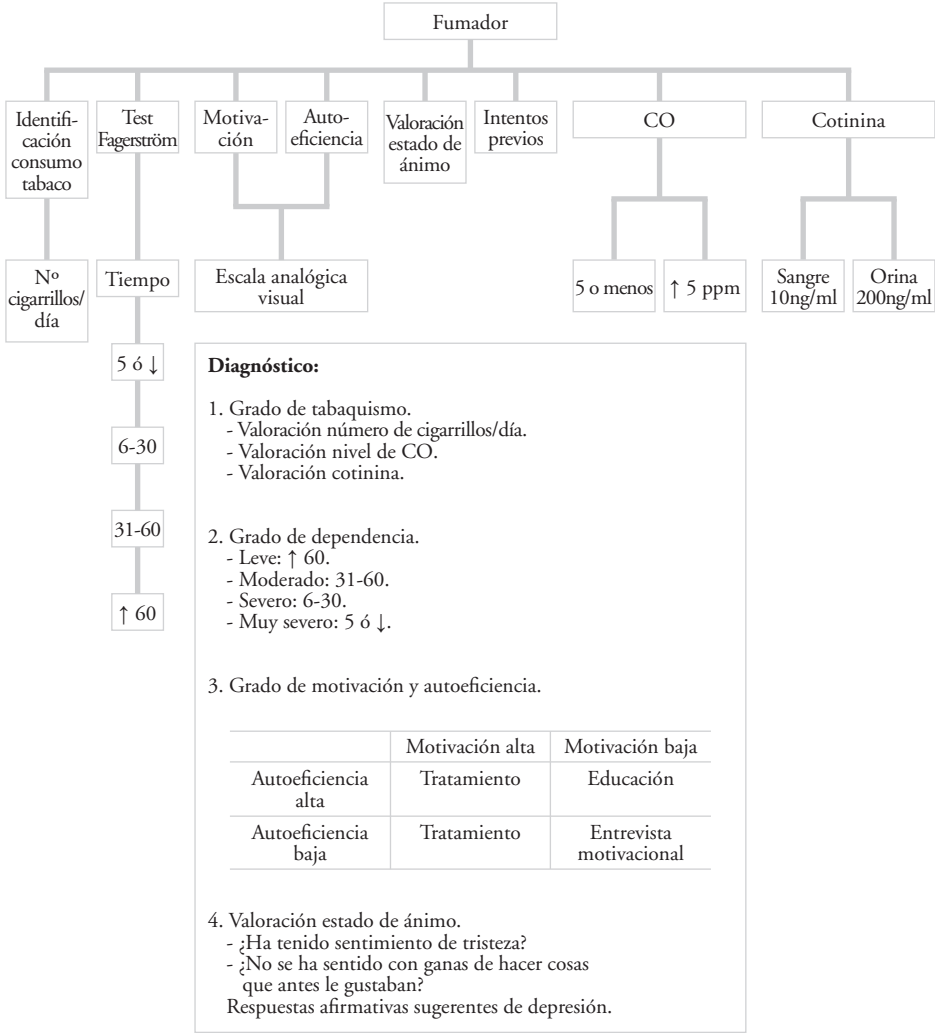 Fumador
Identifi-
cación
consumo
tabaco
Test
Fagerström
Motiva-
ción
Auto-
eficiencia
Valoración
estado de
ánimo
Intentos
previos
CO
Cotinina
Nº
cigarrillos/
día
Tiempo
Escala analógica
visual
5 o menos
↑ 5 ppm
Sangre
10ng/ml
Orina
200ng/ml
5 ó ↓
6-30
31-60
↑ 60
Diagnóstico:
1. Grado de tabaquismo.
- Valoración número de cigarrillos/día.
- Valoración nivel de CO.
- Valoración cotinina.
2. Grado de dependencia.
- Leve: ↑ 60.
- Moderado: 31-60.
- Severo: 6-30.
- Muy severo: 5 ó ↓.
3. Grado de motivación y autoeficiencia.
Motivación alta Motivación baja
Autoeficiencia
alta
Tratamiento
Educación
Autoeficiencia
baja
Tratamiento
Entrevista
motivacional
4. Valoración estado de ánimo.
- ¿Ha tenido sentimiento de tristeza?
- ¿No se ha sentido con ganas de hacer cosas
que antes le gustaban?
Respuestas afirmativas sugerentes de depresión.